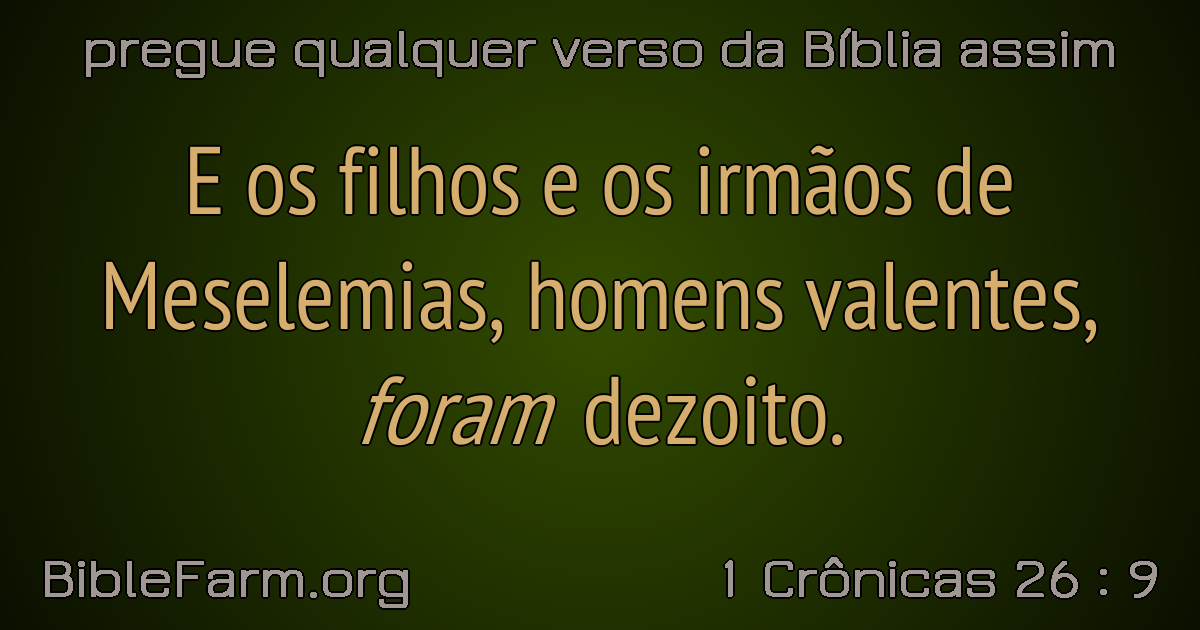 pregue qualquer verso da Bíblia assim
E os filhos e os irmãos de
Meselemias, homens valentes,
foram dezoito.
BibleFarm.org
1 Crônicas 26 : 9